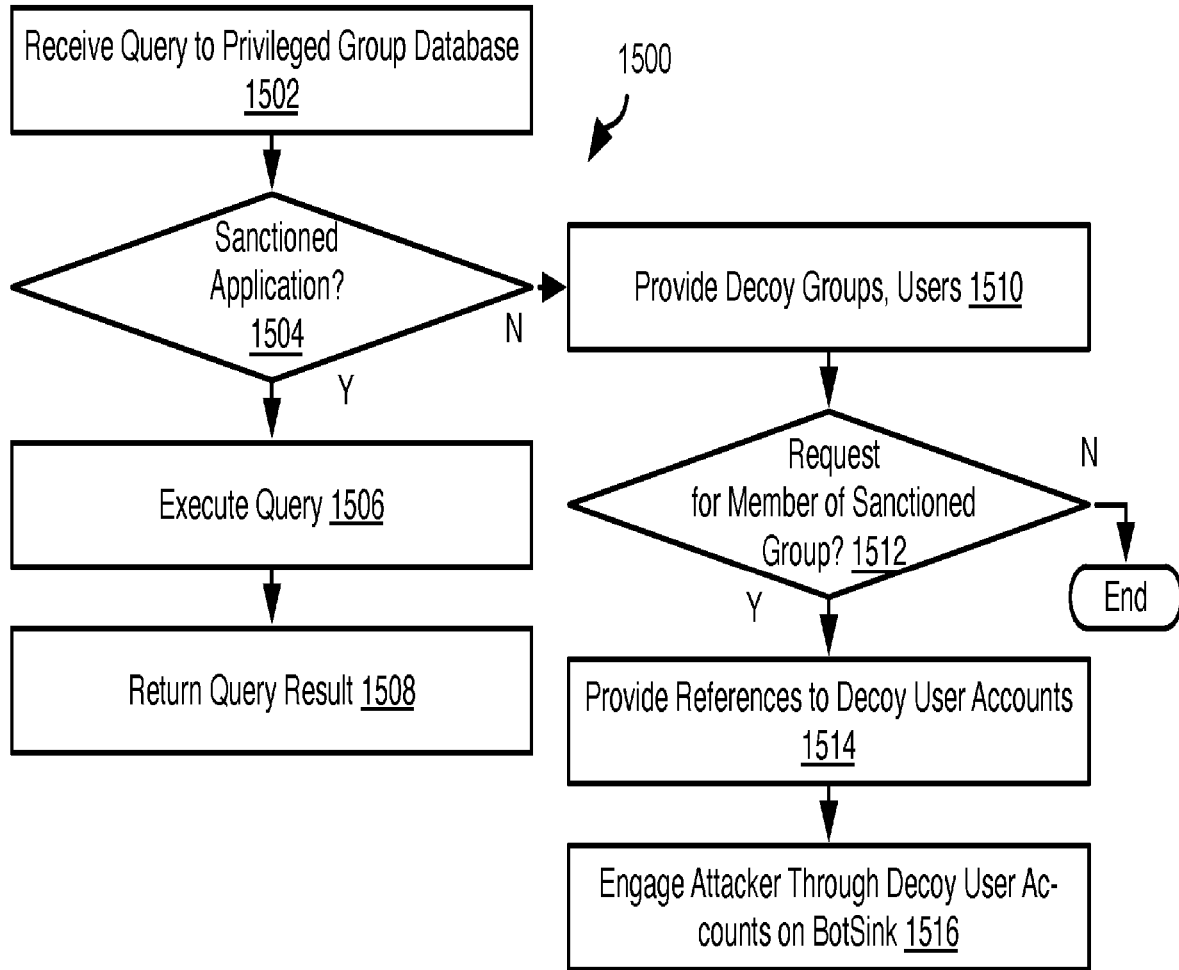 Receive Query to Privileged Group Database
1502
1500
Sanctioned
Application?
1504
N
Y
Execute Query 1506
Return Query Result 1508
Provide Decoy Groups, Users 1510
Request
for Member of Sanctioned
Group? 1512
N
End
Y
Provide References to Decoy User Accounts
1514
Engage Attacker Through Decoy User Ac-
counts on BotSink 1516